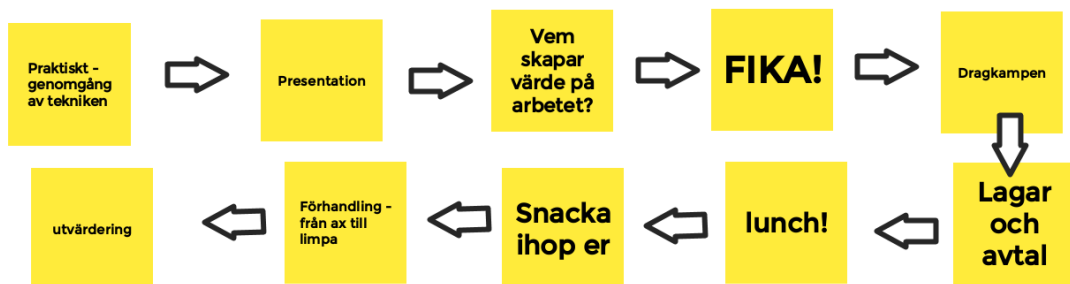 Praktiskt -
genomgång
av tekniken
Presentation
Vem
skapar
värde på
arbetet?
FIKA!
Dragkampen
Lagar
och
avtal
lunch!
Snacka
ihop er
Förhandling -
från ax till
limpa
utvärdering